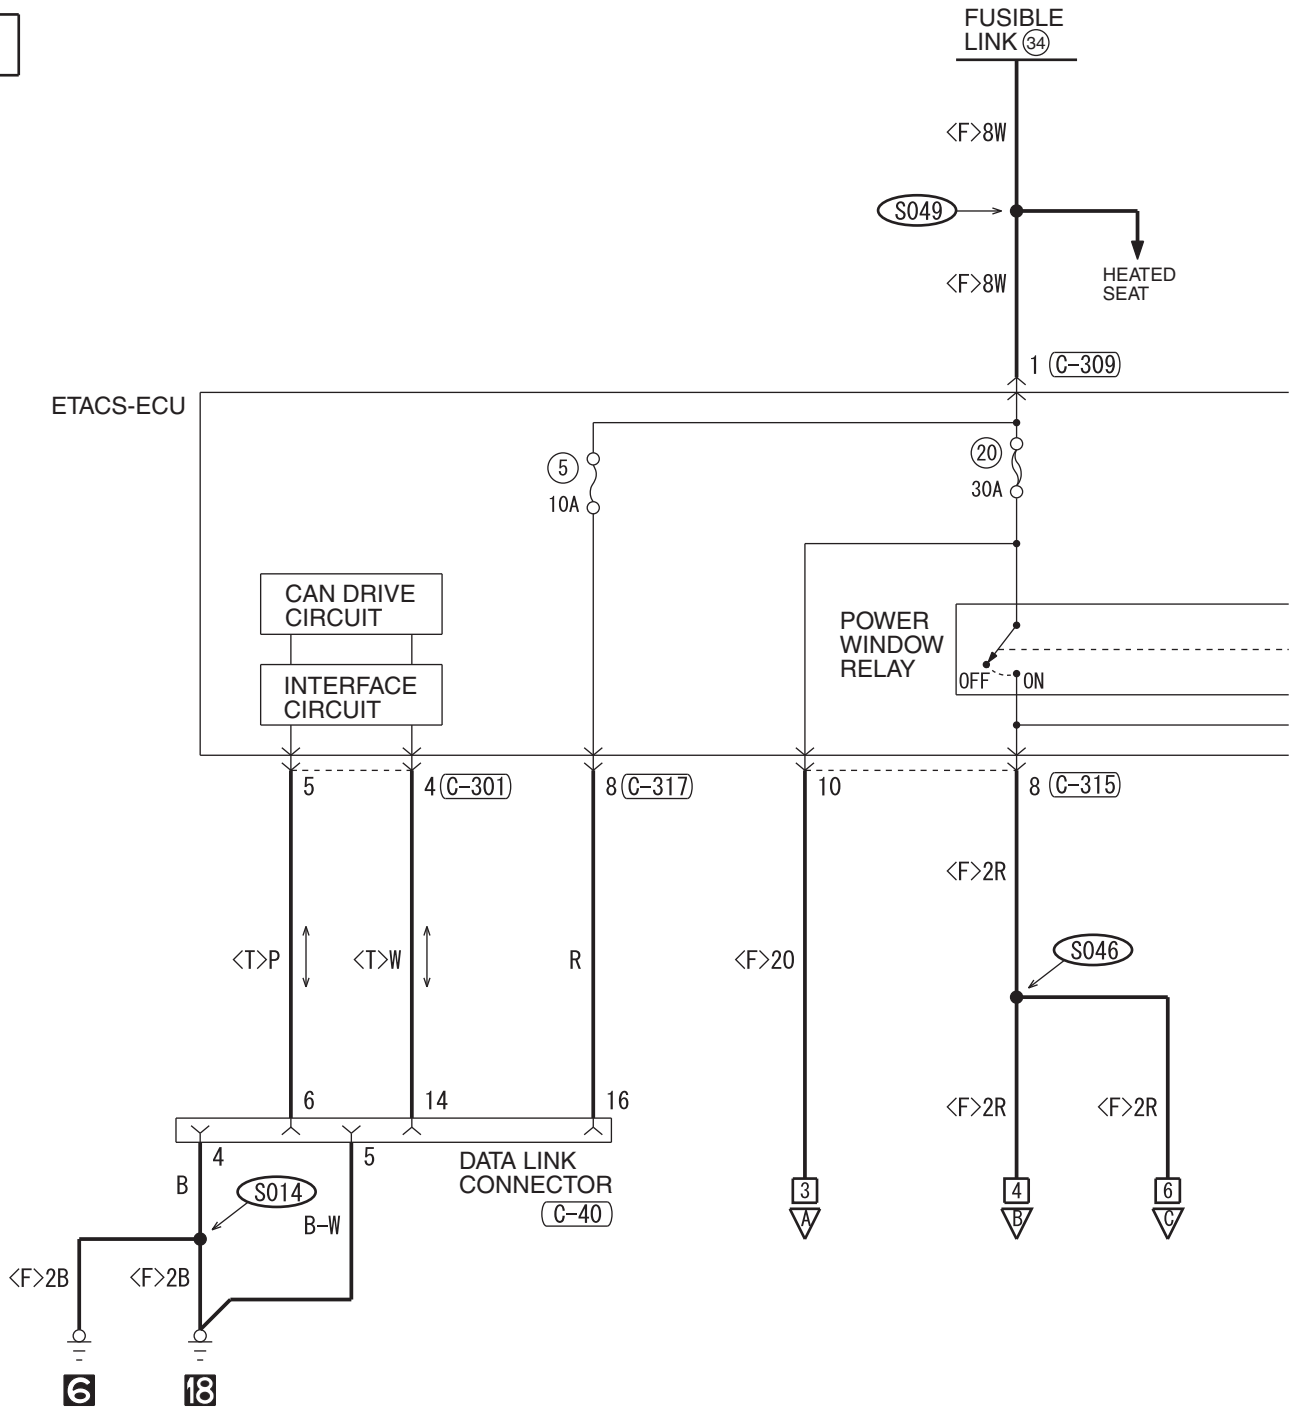 FUSIBLE
LINK 34
<F>8W
S049
HEATED
SEAT
<F>8W
1 C-309
ETACS-ECU
5
10A
20
30A
CAN DRIVE
CIRCUIT
INTERFACE
CIRCUIT
POWER
WINDOW
RELAY
OFF
ON
5
4 C-301
8 C-317
10
8 C-315
<F>2R
S046
<T>P
<T>W
R
<F>2O
<F>2R
<F>2R
6
14
16
4
5
DATA LINK
CONNECTOR
C-40
B
S014
B-W
3
A
4
B
6
C
<F>2B
<F>2B
6
18